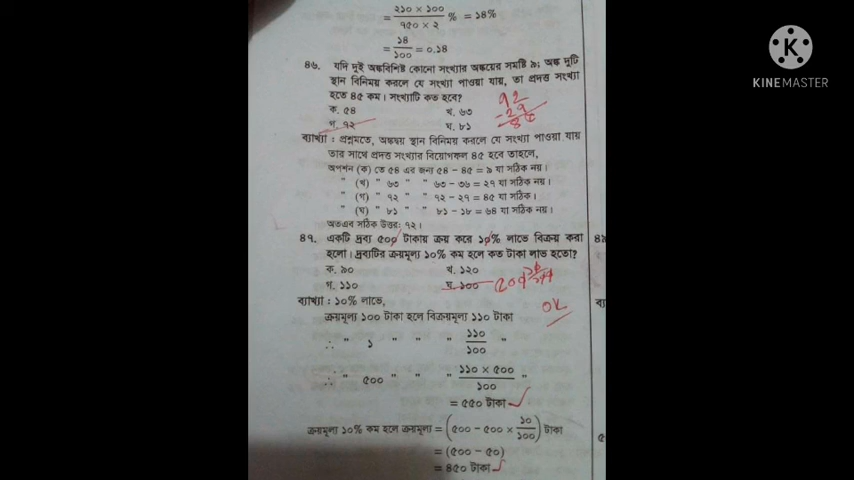 = ২১০ × ১০০ / ৭৫০ × ২ % = ১৪%
= ১৪ / ১০০ = ০.১৪
৪৬. যদি দুই অঙ্কবিশিষ্ট কোনো সংখ্যার অঙ্কদ্বয়ের সমষ্টি ৯; অঙ্ক দুটি
স্থান বিনিময় করলে যে সংখ্যা পাওয়া যায়, তা প্রদত্ত সংখ্যা
হতে ৪৫ কম। সংখ্যাটি কত হবে?
ক. ৫৪ খ. ৬৩
গ. ৭২ ঘ. ৮১
ব্যাখ্যা : প্রশ্নমতে, অঙ্কদ্বয় স্থান বিনিময় করলে যে সংখ্যা পাওয়া যায়
তার সাথে প্রদত্ত সংখ্যার বিয়োগফল ৪৫ হবে তাহলে,
অপশন (ক) তে ৫৪ এর জন্য ৫৪ – ৪৫ = ৯ যা সঠিক নয়।
" (খ) " ৬৩ " " ৬৩ – ৩৬ = ২৭ যা সঠিক নয়।
" (গ) " ৭২ " " ৭২ – ২৭ = ৪৫ যা সঠিক।
" (ঘ) " ৮১ " " ৮১ – ১৮ = ৬৪ যা সঠিক নয়।
অতএব সঠিক উত্তর: ৭২।
৪৭. একটি দ্রব্য ৫০০ টাকায় ক্রয় করে ১০% লাভে বিক্রয় করা
হলো। দ্রব্যটির ক্রয়মূল্য ১০% কম হলে কত টাকা লাভ হতো?
ক. ৯০ খ. ১২০
গ. ১১০ ঘ. ১০০
ব্যাখ্যা : ১০% লাভে,
OK
ক্রয়মূল্য ১০০ টাকা হলে বিক্রয়মূল্য ১১০ টাকা
∴ " ১ " " " ১১০ / ১০০ "
∴ " ৫০০ " " " ১১০ × ৫০০ / ১০০ "
= ৫৫০ টাকা
ক্রয়মূল্য ১০% কম হলে ক্রয়মূল্য = (৫০০ – ৫০০ × ১০ / ১০০) টাকা
= (৫০০ – ৫০)
= ৪৫০ টাকা
KINEMASTER